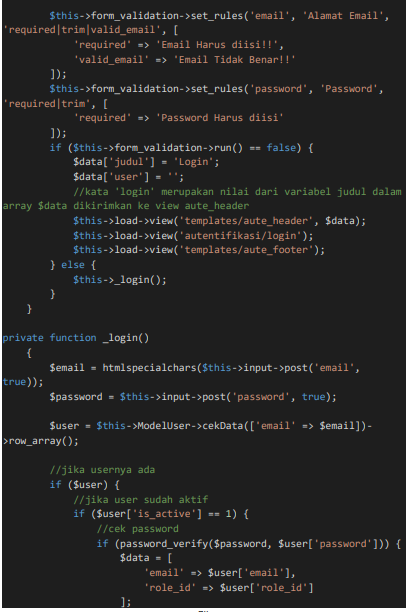 $this->form_validation->set_rules('email', 'Alamat Email',
'required|trim|valid_email', [
'required' => 'Email Harus diisi!!',
'valid_email' => 'Email Tidak Benar!!'
]);
$this->form_validation->set_rules('password', 'Password',
'required|trim', [
'required' => 'Password Harus diisi'
]);
if ($this->form_validation->run() == false) {
$data['judul'] = 'Login';
$data['user'] = '';
//kata 'login' merupakan nilai dari variabel judul dalam
array $data dikirimkan ke view aute_header
$this->load->view('templates/aute_header', $data);
$this->load->view('autentifikasi/login');
$this->load->view('templates/aute_footer');
} else {
$this->_login();
}
}
private function _login()
{
$email = htmlspecialchars($this->input->post('email',
true));
$password = $this->input->post('password', true);
$user = $this->ModelUser->cekData(['email' => $email])-
>row_array();
//jika usernya ada
if ($user) {
//jika user sudah aktif
if ($user['is_active'] == 1) {
//cek password
if (password_verify($password, $user['password'])) {
$data = [
'email' => $user['email'],
'role_id' => $user['role_id']
];